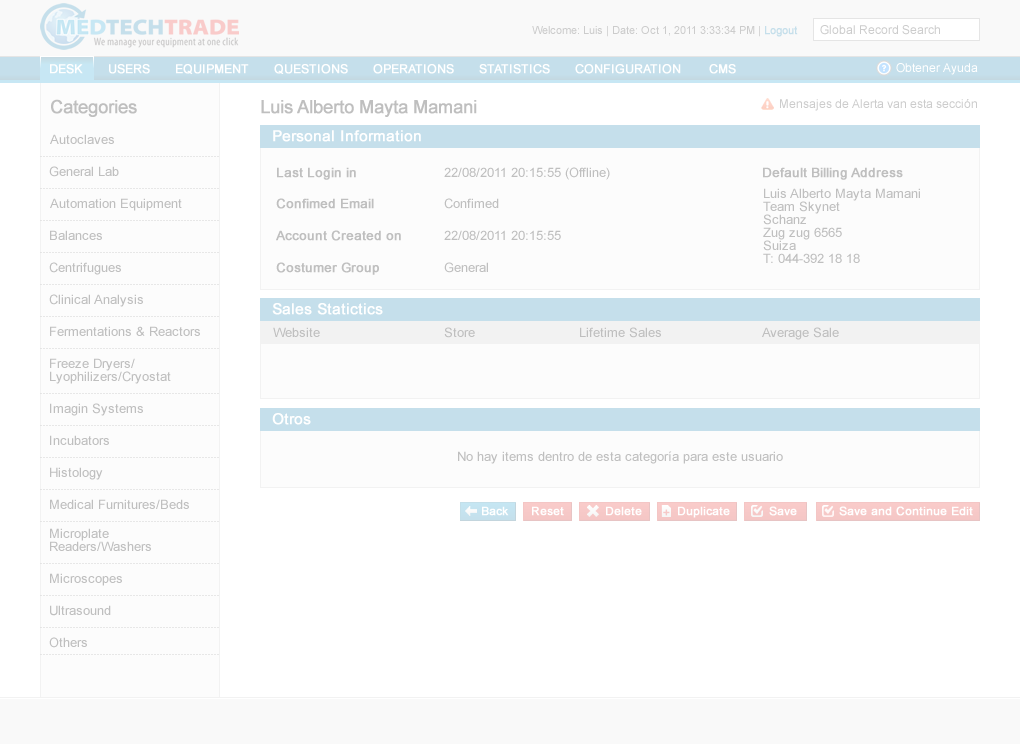 MEDTECHTRADE
We manage your equipment at one click
Welcome: Luis | Date: Oct 1, 2011 3:33:34 PM | Logout
Global Record Search
DESK USERS EQUIPMENT QUESTIONS OPERATIONS STATISTICS CONFIGURATION CMS
? Obtener Ayuda
Categories
Autoclaves
General Lab
Automation Equipment
Balances
Centrifugues
Clinical Analysis
Fermentations & Reactors
Freeze Dryers/
Lyophilizers/Cryostat
Imagin Systems
Incubators
Histology
Medical Furnitures/Beds
Microplate
Readers/Washers
Microscopes
Ultrasound
Others
Luis Alberto Mayta Mamani
Mensajes de Alerta van esta sección
Personal Information
Last Login in 22/08/2011 20:15:55 (Offline)
Confimed Email Confimed
Account Created on 22/08/2011 20:15:55
Costumer Group General
Default Billing Address
Luis Alberto Mayta Mamani
Team Skynet
Schanz
Zug zug 6565
Suiza
T: 044-392 18 18
Sales Statictics
Website Store Lifetime Sales Average Sale
Otros
No hay items dentro de esta categoría para este usuario
Back Reset Delete Duplicate Save Save and Continue Edit